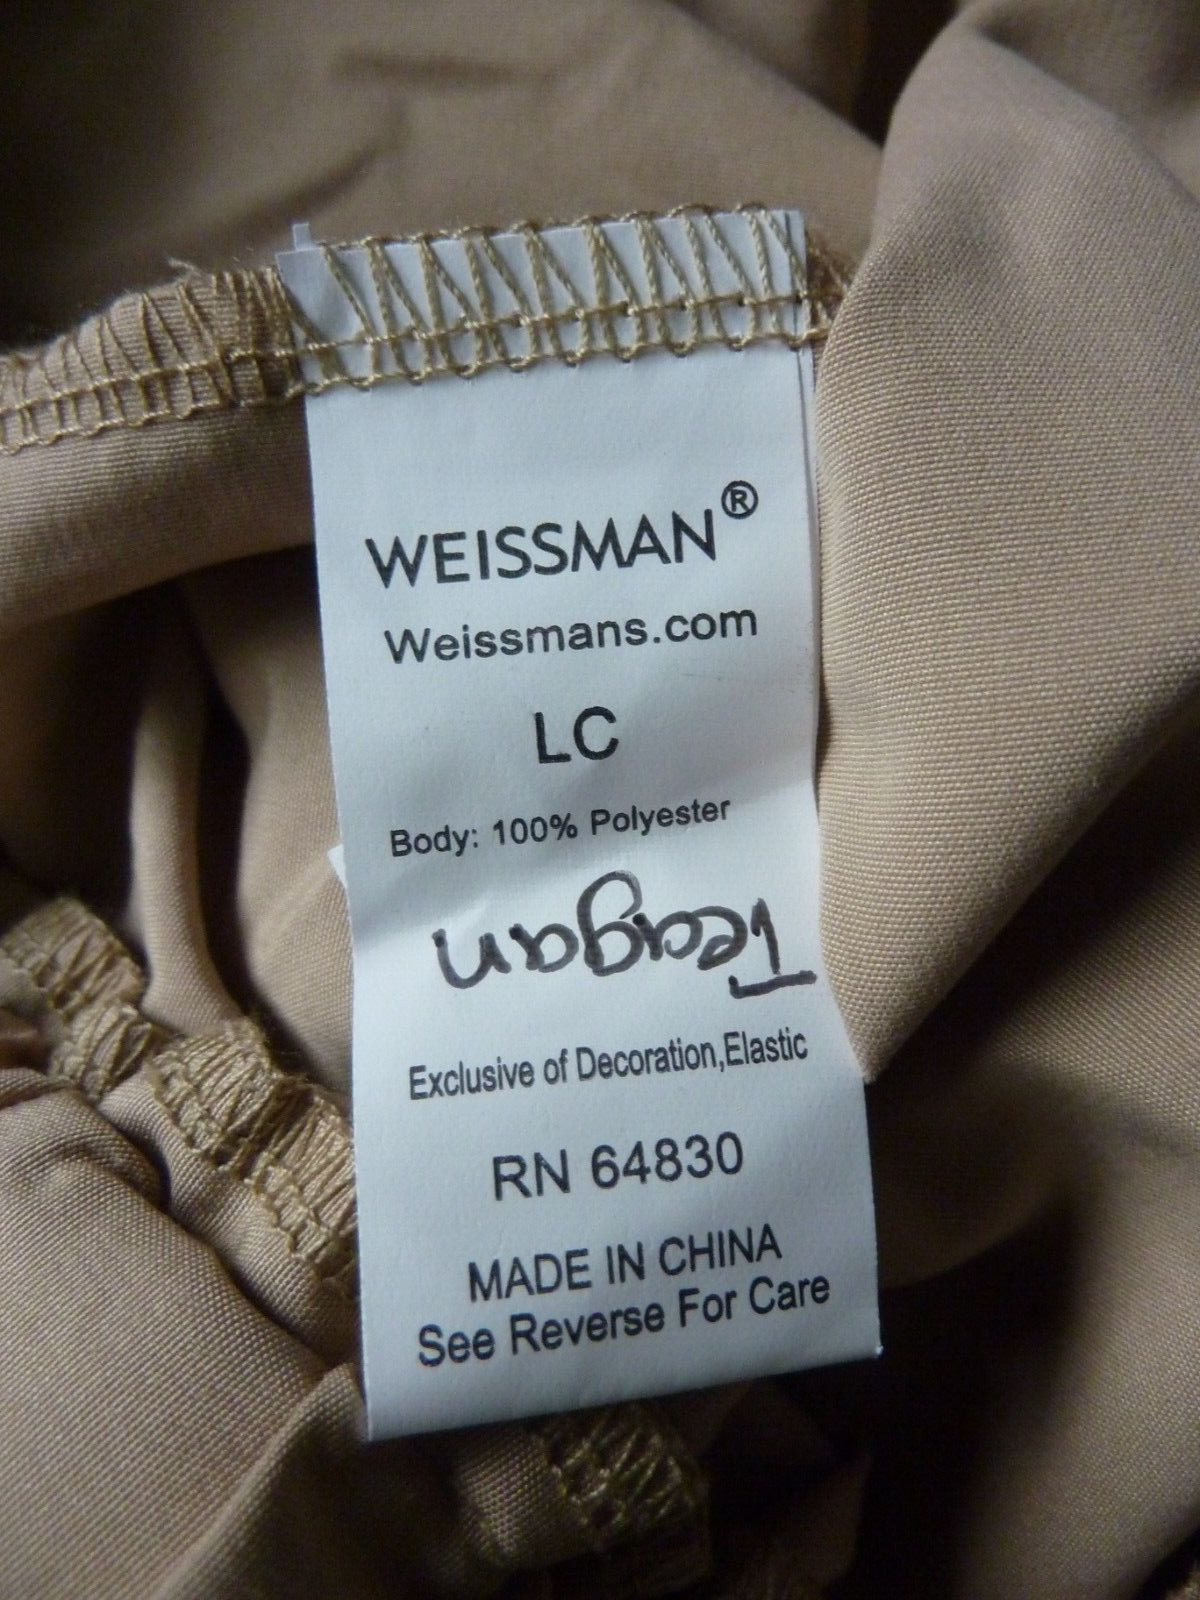 WEISSMAN®
Weissmans.com
LC
Body: 100% Polyester
Teagan
Exclusive of Decoration,Elastic
RN 64830
MADE IN CHINA
See Reverse For Care